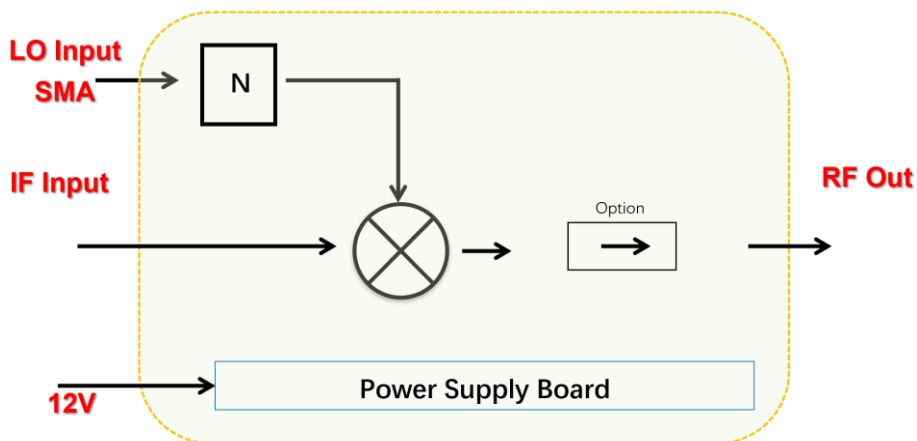 LO Input
SMA
N
IF Input
RF Out
Option
Power Supply Board
12V